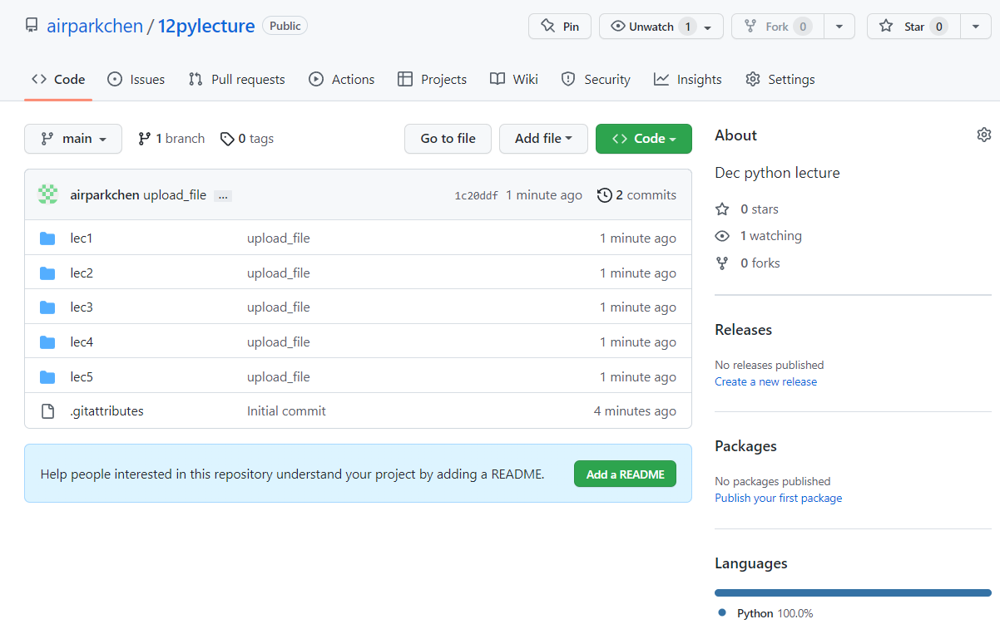 airparkchen / 12pylecture Public Pin Unwatch 1 Fork 0 Star 0
Code Issues Pull requests Actions Projects Wiki Security Insights Settings
main 1 branch 0 tags Go to file Add file Code
airparkchen upload_file ... 1c20ddf 1 minute ago 2 commits
lec1 upload_file 1 minute ago
lec2 upload_file 1 minute ago
lec3 upload_file 1 minute ago
lec4 upload_file 1 minute ago
lec5 upload_file 1 minute ago
.gitattributes Initial commit 4 minutes ago
Help people interested in this repository understand your project by adding a README. Add a README
About
Dec python lecture
0 stars
1 watching
0 forks
Releases
No releases published
Create a new release
Packages
No packages published
Publish your first package
Languages
Python 100.0%